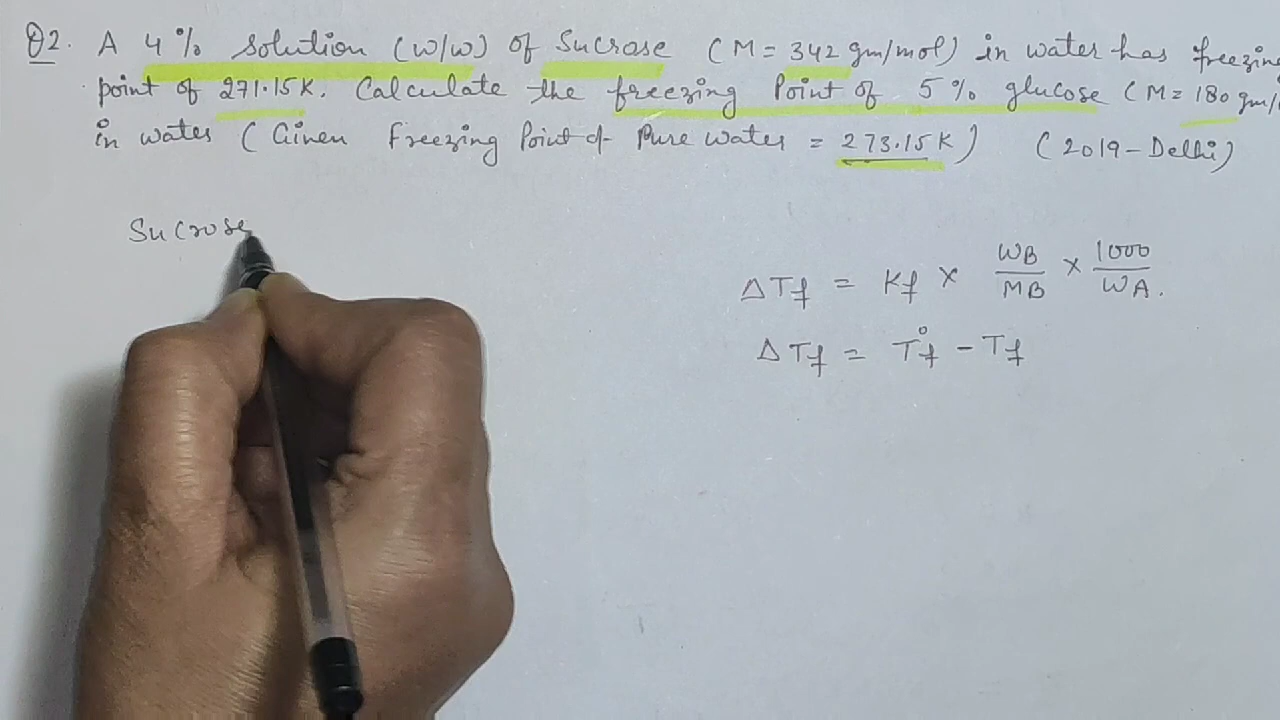 Q2. A 4% solution (w/w) of Sucrose (M = 342 gm/mol) in water has freezing
point of 271.15K. Calculate the freezing Point of 5% glucose (M = 180 gm/
in water (Given Freezing Point of Pure water = 273.15K) (2019-Delhi)
Sucrose
ΔTf = Kf × WB/MB × 1000/WA.
ΔTf = T°f - Tf